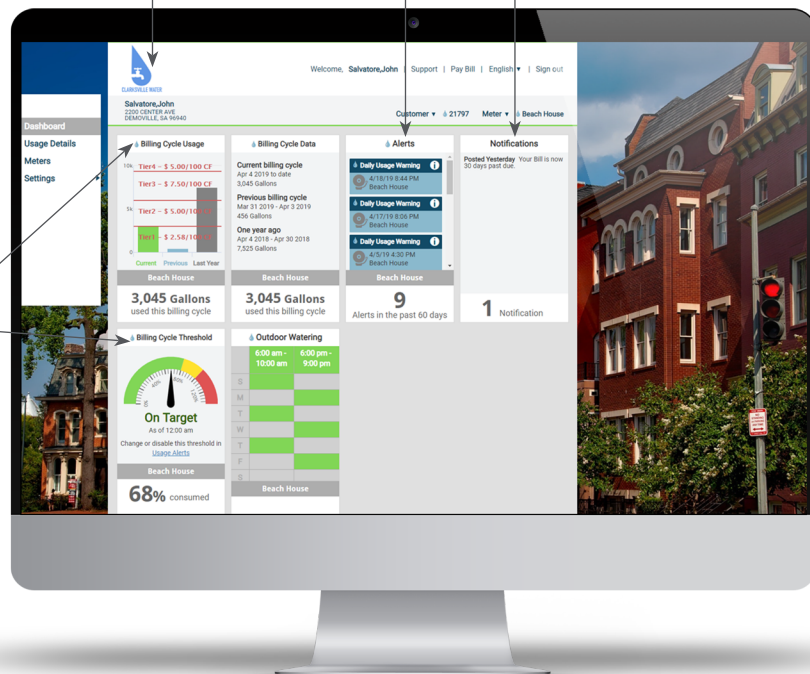 CLARKSVILLE WATER
Welcome, Salvatore,John | Support | Pay Bill | English ▾ | Sign out
Salvatore,John
2200 CENTER AVE
DEMOVILLE, SA 96940
Customer ▾ 21797 Meter ▾ Beach House
Dashboard
Usage Details
Meters
Settings
Billing Cycle Usage
10k
Tier4 – $ 5.00/100 CF
Tier3 – $ 7.50/100 CF
5k
Tier2 – $ 5.00/100 CF
Tier1 – $ 2.58/100 CF
0
Current Previous Last Year
Beach House
3,045 Gallons
used this billing cycle
Billing Cycle Data
Current billing cycle
Apr 4 2019 to date
3,045 Gallons
Previous billing cycle
Mar 31 2019 - Apr 3 2019
456 Gallons
One year ago
Apr 4 2018 - Apr 30 2018
7,525 Gallons
Beach House
3,045 Gallons
used this billing cycle
Alerts
Daily Usage Warning
4/18/19 8:44 PM
Beach House
Daily Usage Warning
4/17/19 8:06 PM
Beach House
Daily Usage Warning
4/5/19 4:30 PM
Beach House
Beach House
9
Alerts in the past 60 days
Notifications
Posted Yesterday Your Bill is now
30 days past due.
1 Notification
Billing Cycle Threshold
0%
40%
80%
120%
On Target
As of 12:00 am
Change or disable this threshold in
Usage Alerts
Beach House
68% consumed
Outdoor Watering
6:00 am -
10:00 am
6:00 pm -
9:00 pm
S
M
T
W
T
F
S
Beach House